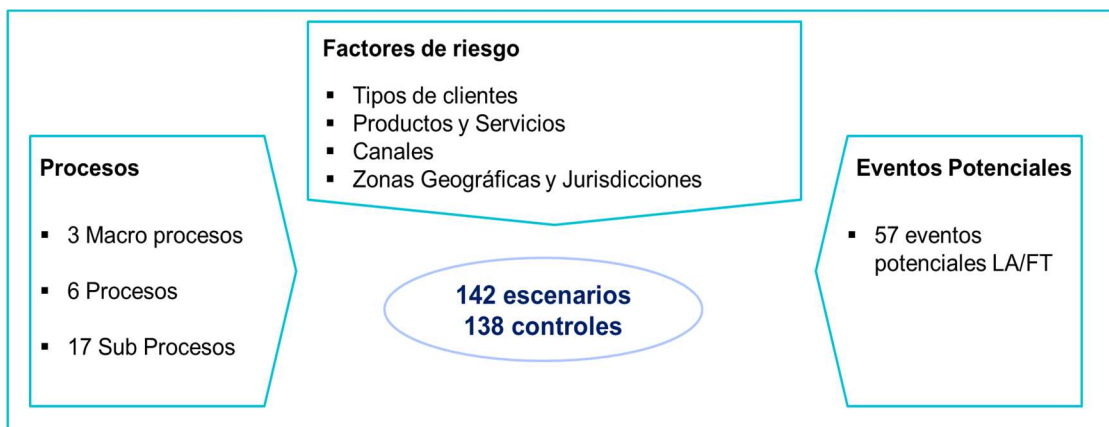 Factores de riesgo
▪ Tipos de clientes
▪ Productos y Servicios
▪ Canales
▪ Zonas Geográficas y Jurisdicciones
Procesos
▪ 3 Macro procesos
▪ 6 Procesos
▪ 17 Sub Procesos
142 escenarios
138 controles
Eventos Potenciales
▪ 57 eventos
potenciales LA/FT